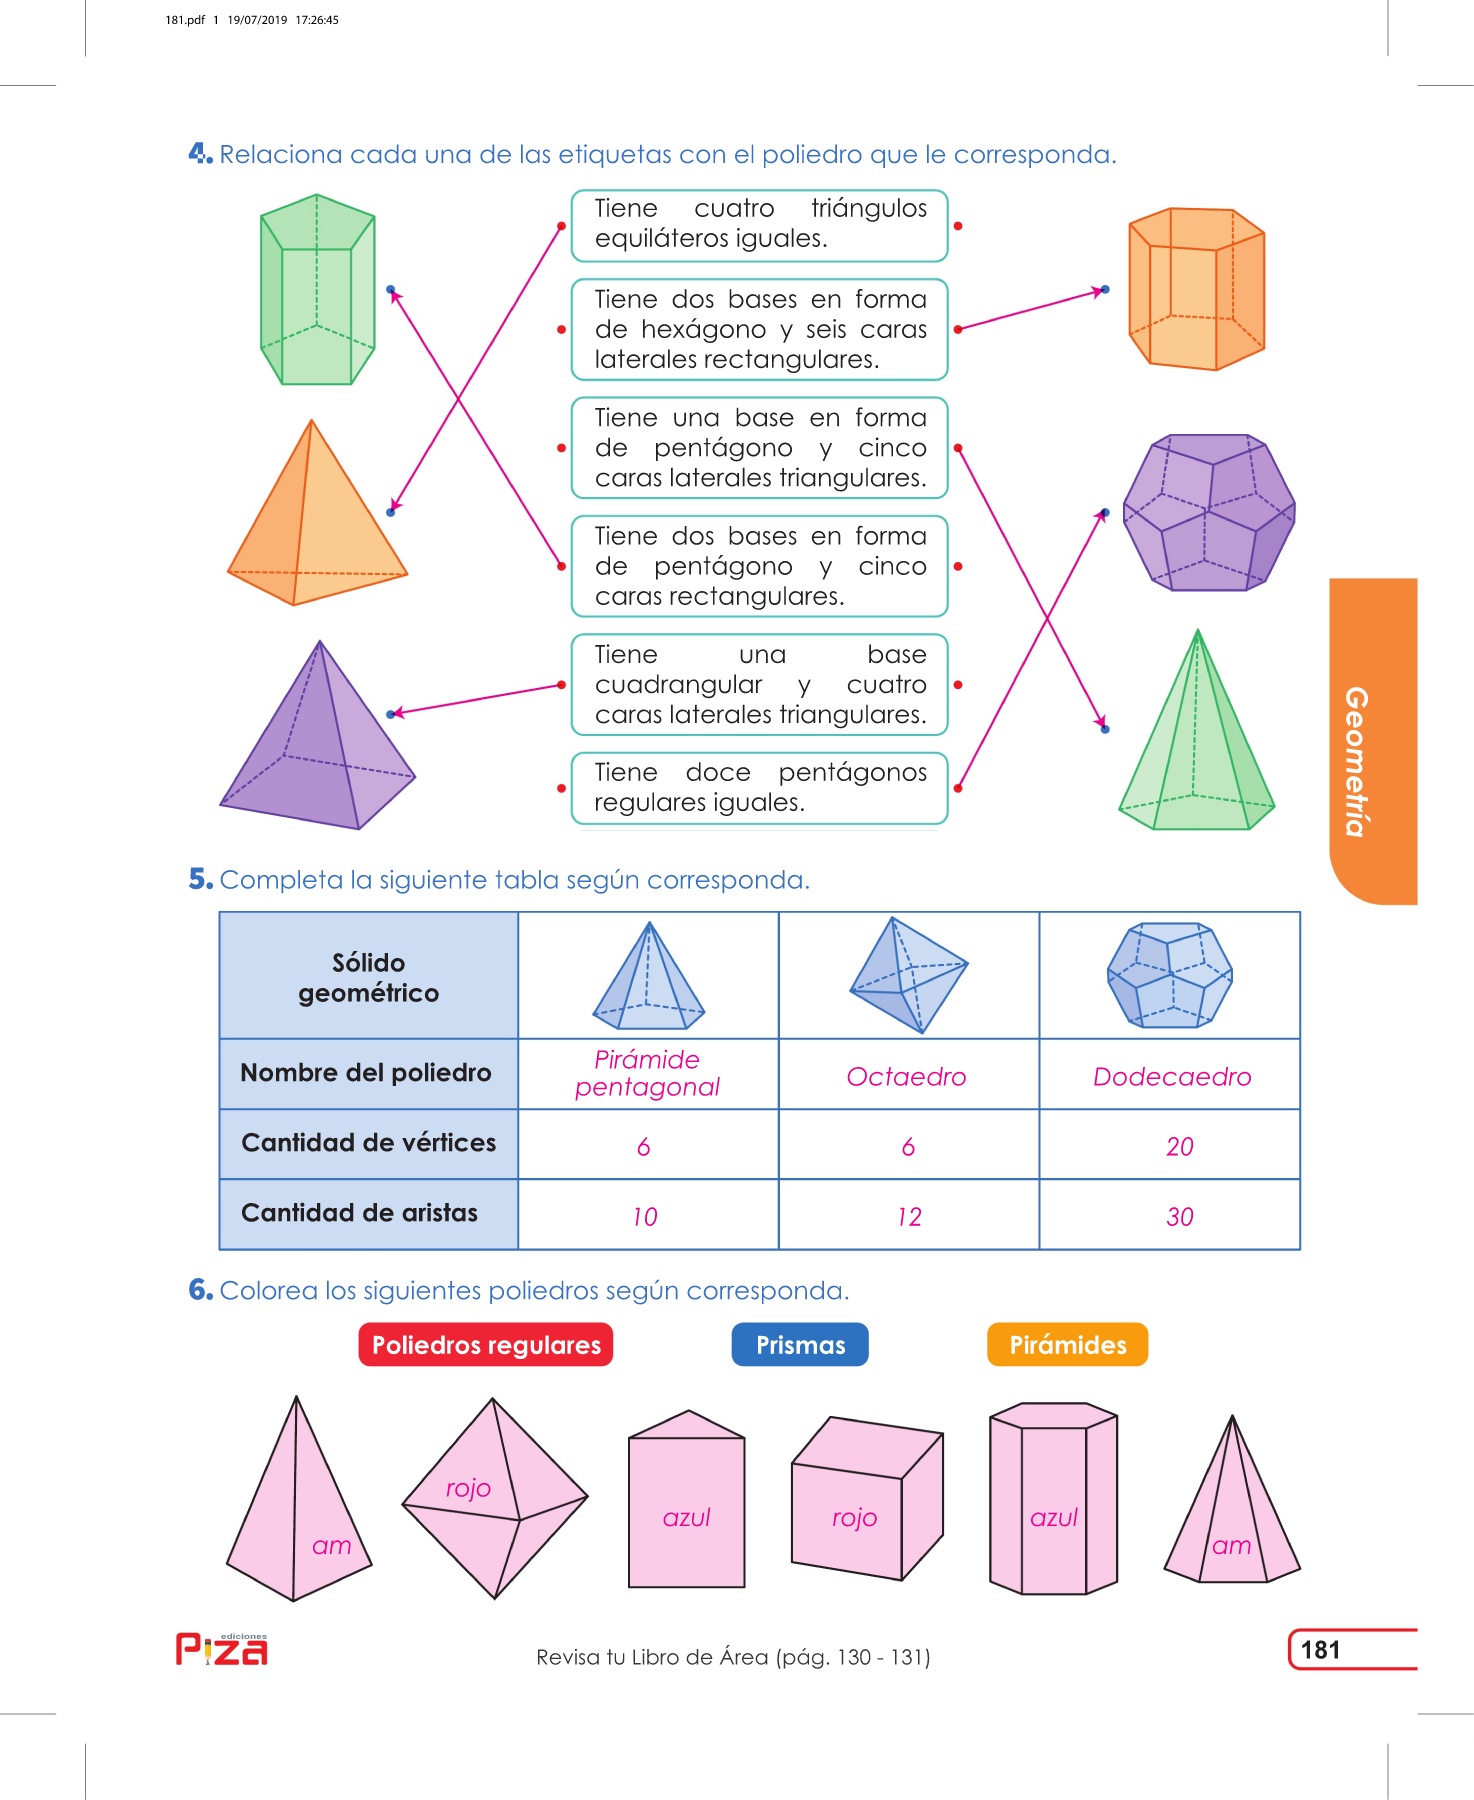 181.pdf 1 19/07/2019 17:26:45
4. Relaciona cada una de las etiquetas con el poliedro que le corresponda.
Tiene cuatro triángulos
equiláteros iguales.
Tiene dos bases en forma
de hexágono y seis caras
laterales rectangulares.
Tiene una base en forma
de pentágono y cinco
caras laterales triangulares.
Tiene dos bases en forma
de pentágono y cinco
caras rectangulares.
Tiene una base
cuadrangular y cuatro
caras laterales triangulares.
Tiene doce pentágonos
regulares iguales.
Geometría
5. Completa la siguiente tabla según corresponda.
Sólido
geométrico
Nombre del poliedro
Pirámide
pentagonal
Octaedro
Dodecaedro
Cantidad de vértices
6
6
20
Cantidad de aristas
10
12
30
6. Colorea los siguientes poliedros según corresponda.
Poliedros regulares
Prismas
Pirámides
am
rojo
azul
rojo
azul
am
ediciones
Piza
Revisa tu Libro de Área (pág. 130 - 131)
181